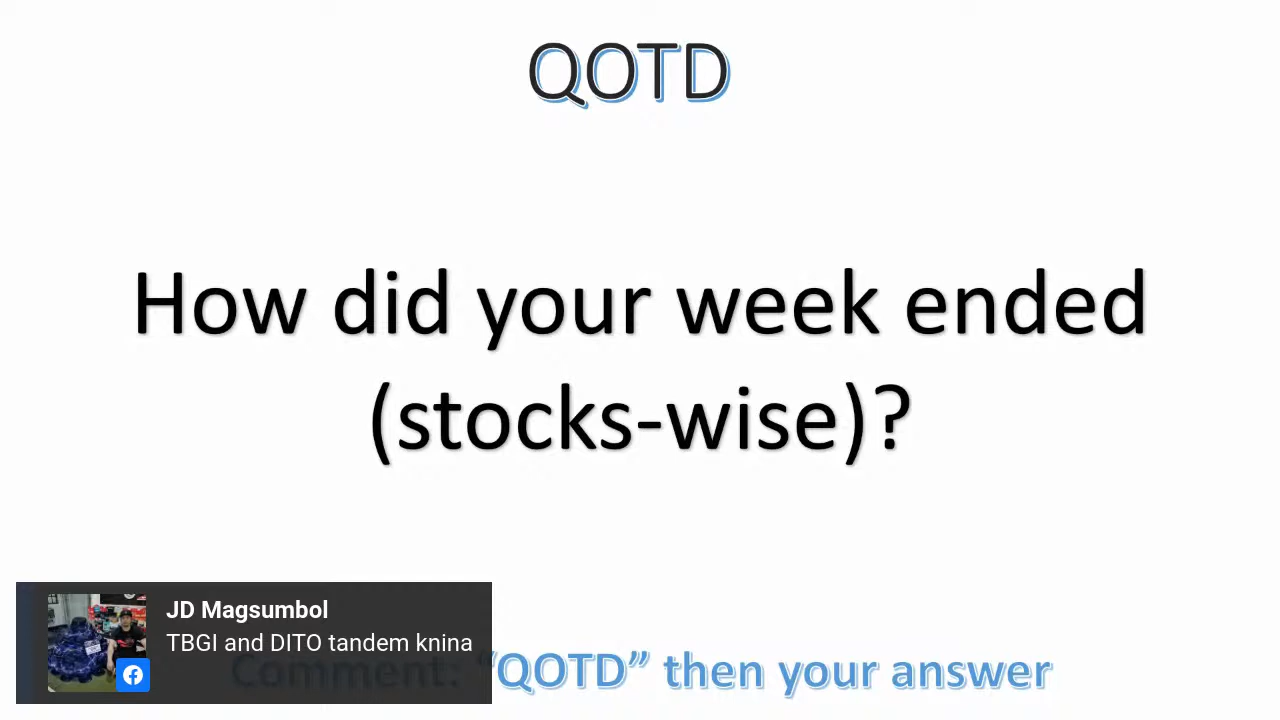 QOTD
How did your week ended
(stocks-wise)?
JD Magsumbol
TBGI and DITO tandem knina
Comment: “QOTD” then your answer